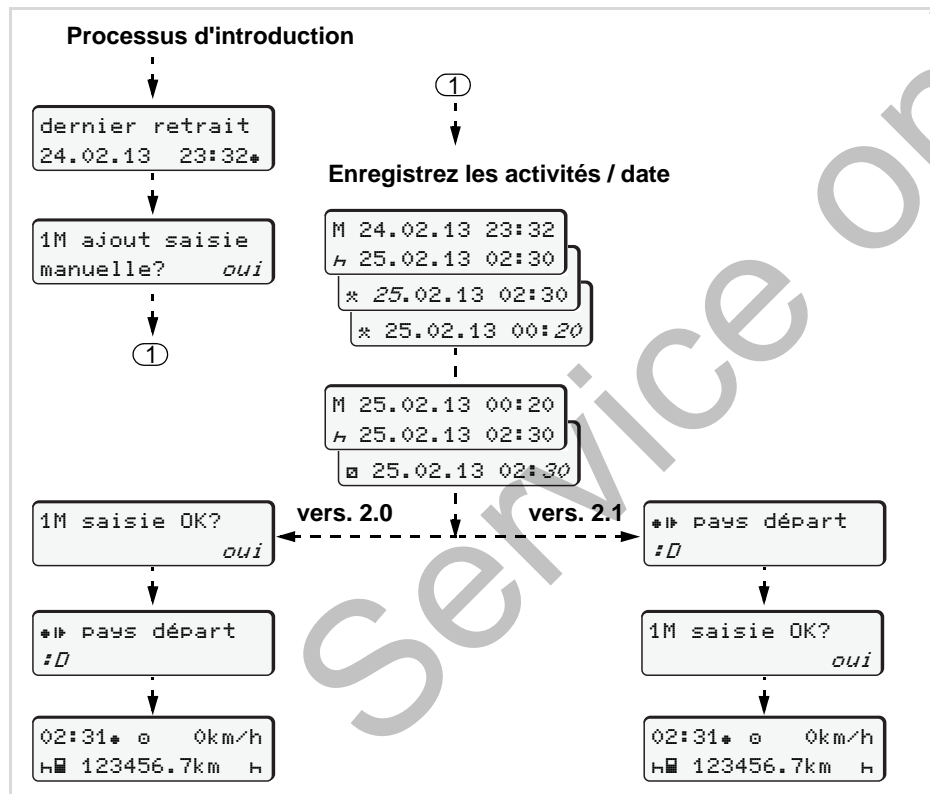 Processus d'introduction
dernier retrait
24.02.13 23:32
1M ajout saisie
manuelle? oui
1
1
Enregistrez les activités / date
M 24.02.13 23:32
25.02.13 02:30
25.02.13 02:30
25.02.13 00:20
M 25.02.13 00:20
25.02.13 02:30
25.02.13 02:30
vers. 2.0
vers. 2.1
1M saisie OK?
oui
pays départ
:D
02:31 0km/h
123456.7km
pays départ
:D
1M saisie OK?
oui
02:31 0km/h
123456.7km